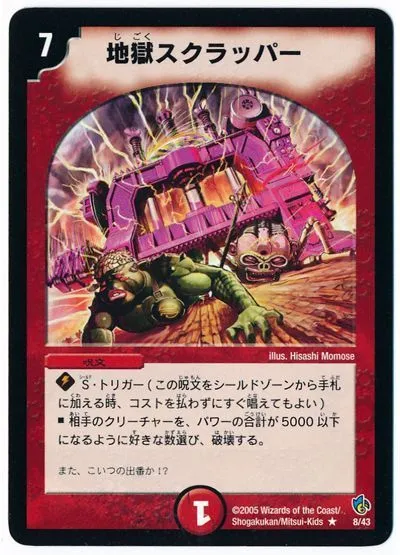 7
地獄スクラッパー
じごく
illus. Hisashi Momose
呪文
S・トリガー(この呪文をシールドゾーンから手札
に加える時、コストを払わずにすぐ唱えてもよい)
■ 相手のクリーチャーを、パワーの合計が5000以下
になるように好きな数選び、破壊する。
また、こいつの出番か!?
1
©2005 Wizards of the Coast/
Shogakukan/Mitsui-Kids ★ 8/43